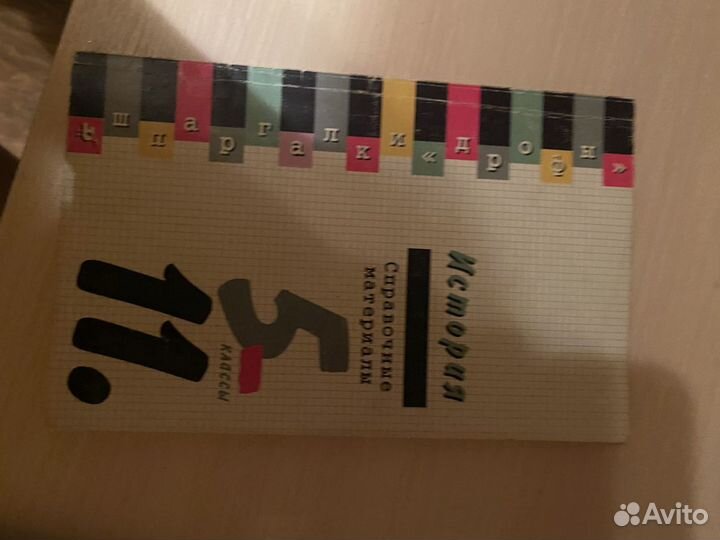 шпаргалки «дрофы»
История
Справочные
материалы
5
классы
11.
Avito